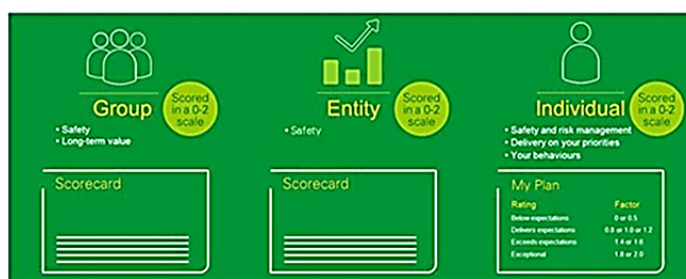 Group
Scored
in a 0-2
scale
• Safety
• Long-term value
Scorecard
Entity
Scored
in a 0-2
scale
• Safety
Scorecard
Individual
Scored
in a 0-2
scale
• Safety and risk management
• Delivery on your priorities
• Your behaviours
My Plan
Rating Factor
Below expectations 0 or 0.5
Delivers expectations 0.8 or 1.0 or 1.2
Exceeds expectations 1.4 or 1.6
Exceptional 1.8 or 2.0